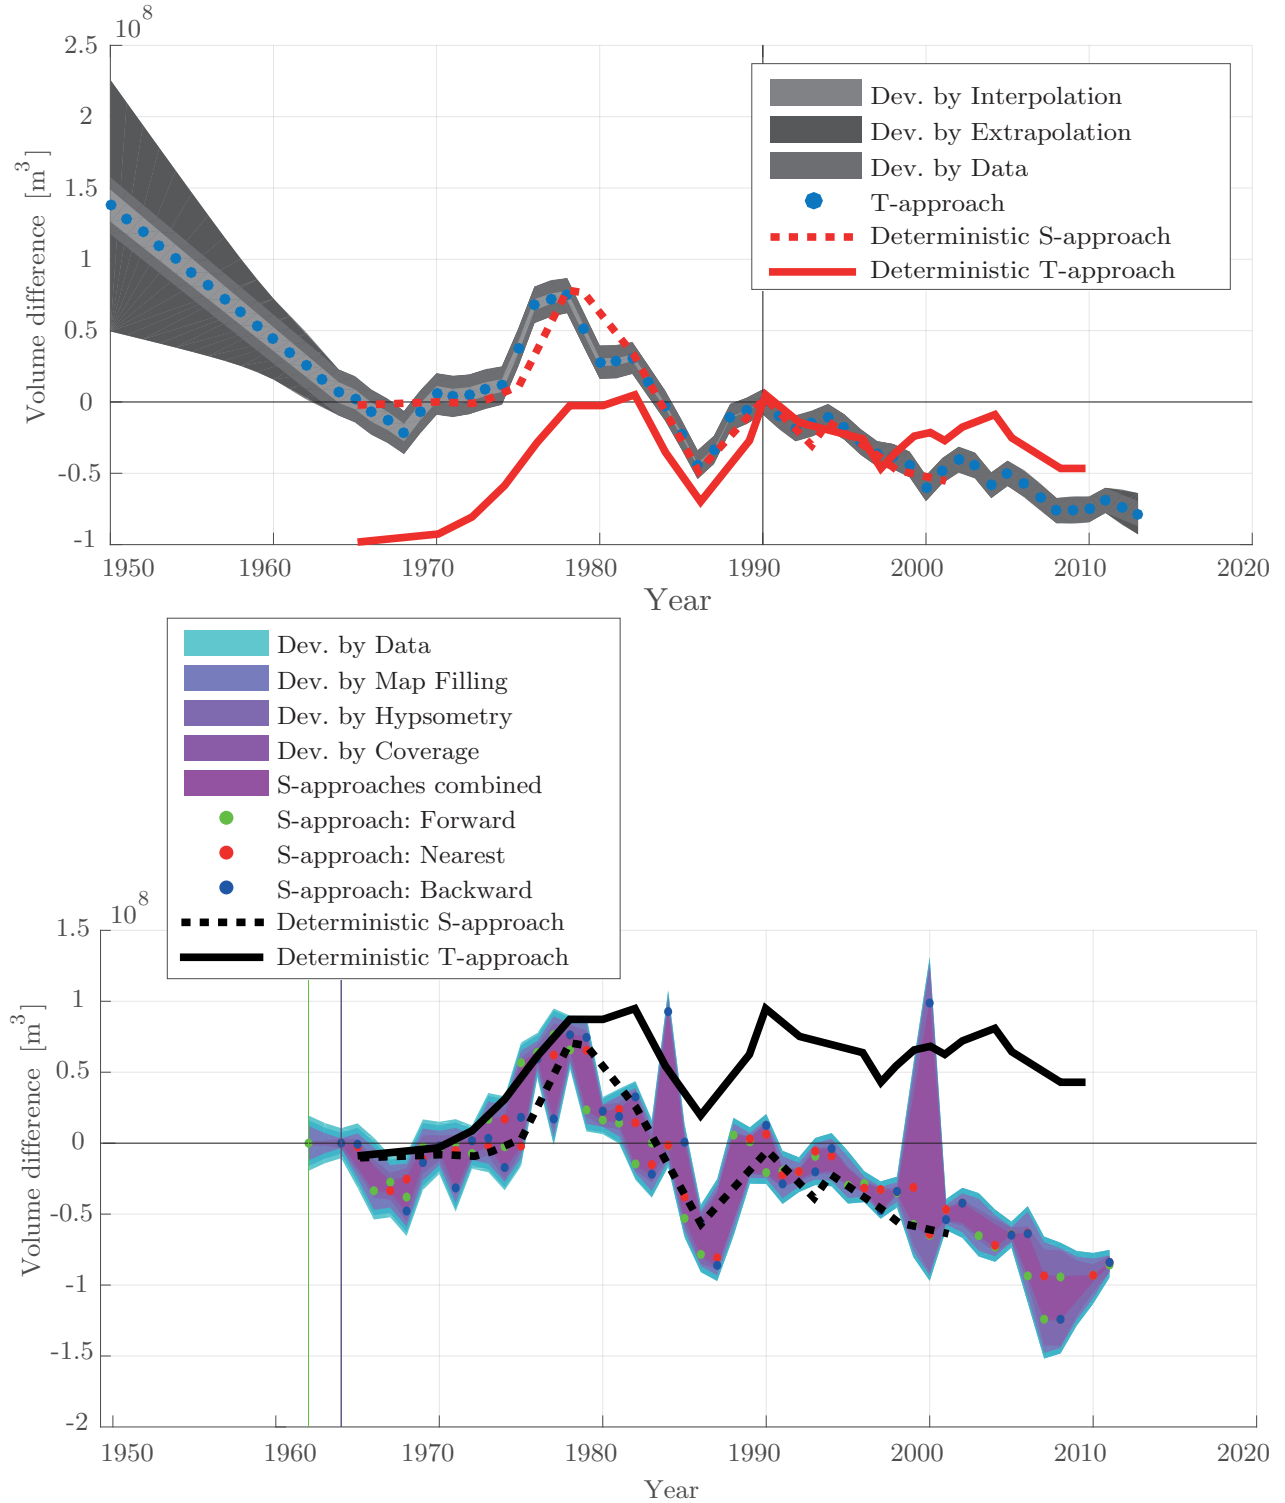 10^8
2.5
2
1.5
1
0.5
0
-0.5
-1
Volume difference [m^3]
Dev. by Interpolation
Dev. by Extrapolation
Dev. by Data
T-approach
Deterministic S-approach
Deterministic T-approach
1950 1960 1970 1980 1990 2000 2010 2020
Year
Dev. by Data
Dev. by Map Filling
Dev. by Hypsometry
Dev. by Coverage
S-approaches combined
S-approach: Forward
S-approach: Nearest
S-approach: Backward
Deterministic S-approach
Deterministic T-approach
10^8
1.5
1
0.5
0
-0.5
-1
-1.5
-2
Volume difference [m^3]
1950 1960 1970 1980 1990 2000 2010 2020
Year